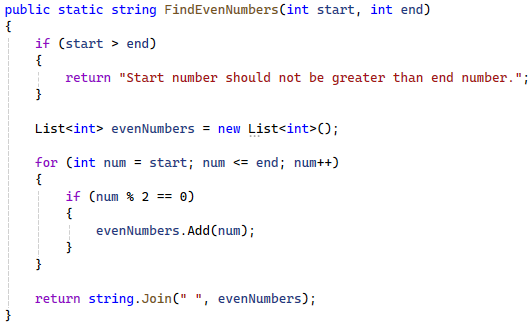 public static string FindEvenNumbers(int start, int end)
{
    if (start > end)
    {
        return "Start number should not be greater than end number.";
    }

    List<int> evenNumbers = new List<int>();

    for (int num = start; num <= end; num++)
    {
        if (num % 2 == 0)
        {
            evenNumbers.Add(num);
        }
    }

    return string.Join(" ", evenNumbers);
}